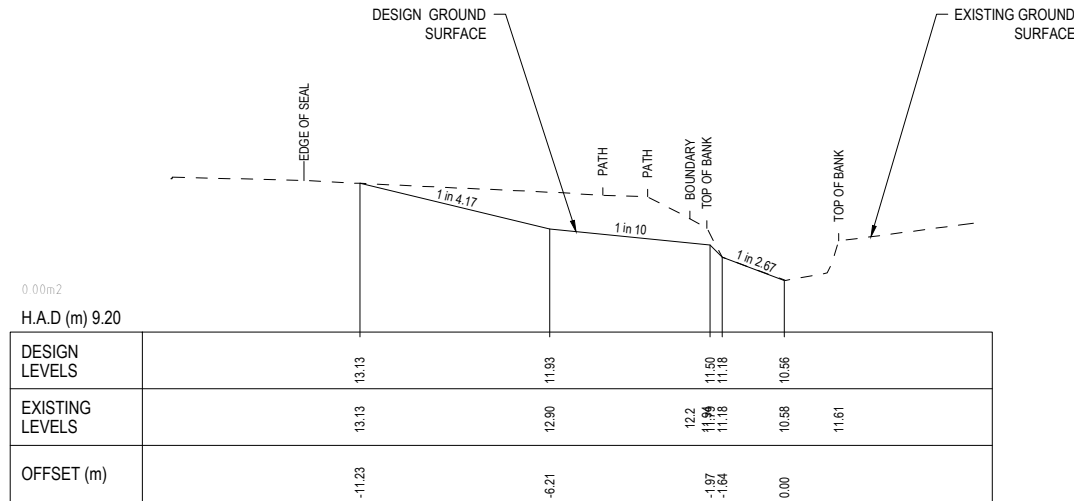 DESIGN GROUND
SURFACE
EXISTING GROUND
SURFACE
EDGE OF SEAL
PATH
PATH
BOUNDARY
TOP OF BANK
TOP OF BANK
1 in 4.17
1 in 10
1 in 2.67
0.00m2
H.A.D (m) 9.20
DESIGN
LEVELS
13.13
11.93
11.50
11.18
10.56
EXISTING
LEVELS
13.13
12.90
12.2
11.18
10.58
11.61
OFFSET (m)
-11.23
-6.21
-1.97
-1.64
0.00